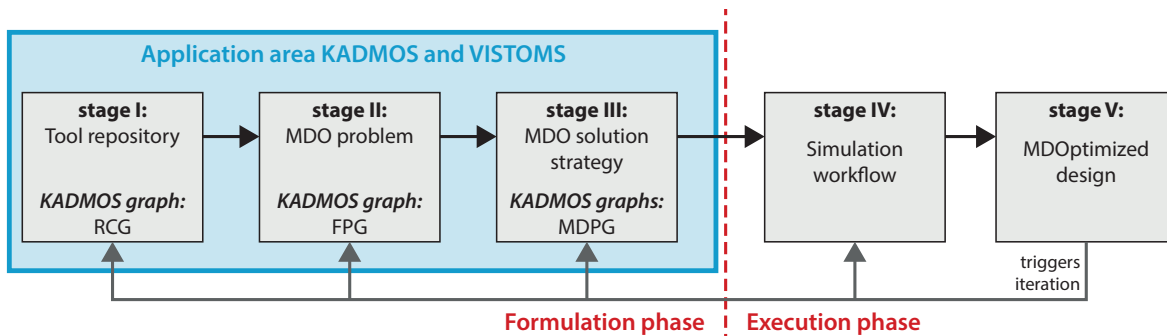 Application area KADMOS and VISTOMS
stage I:
Tool repository
KADMOS graph:
RCG
stage II:
MDO problem
KADMOS graph:
FPG
stage III:
MDO solution
strategy
KADMOS graphs:
MDPG
stage IV:
Simulation
workflow
stage V:
MDOptimized
design
triggers
iteration
Formulation phase
Execution phase